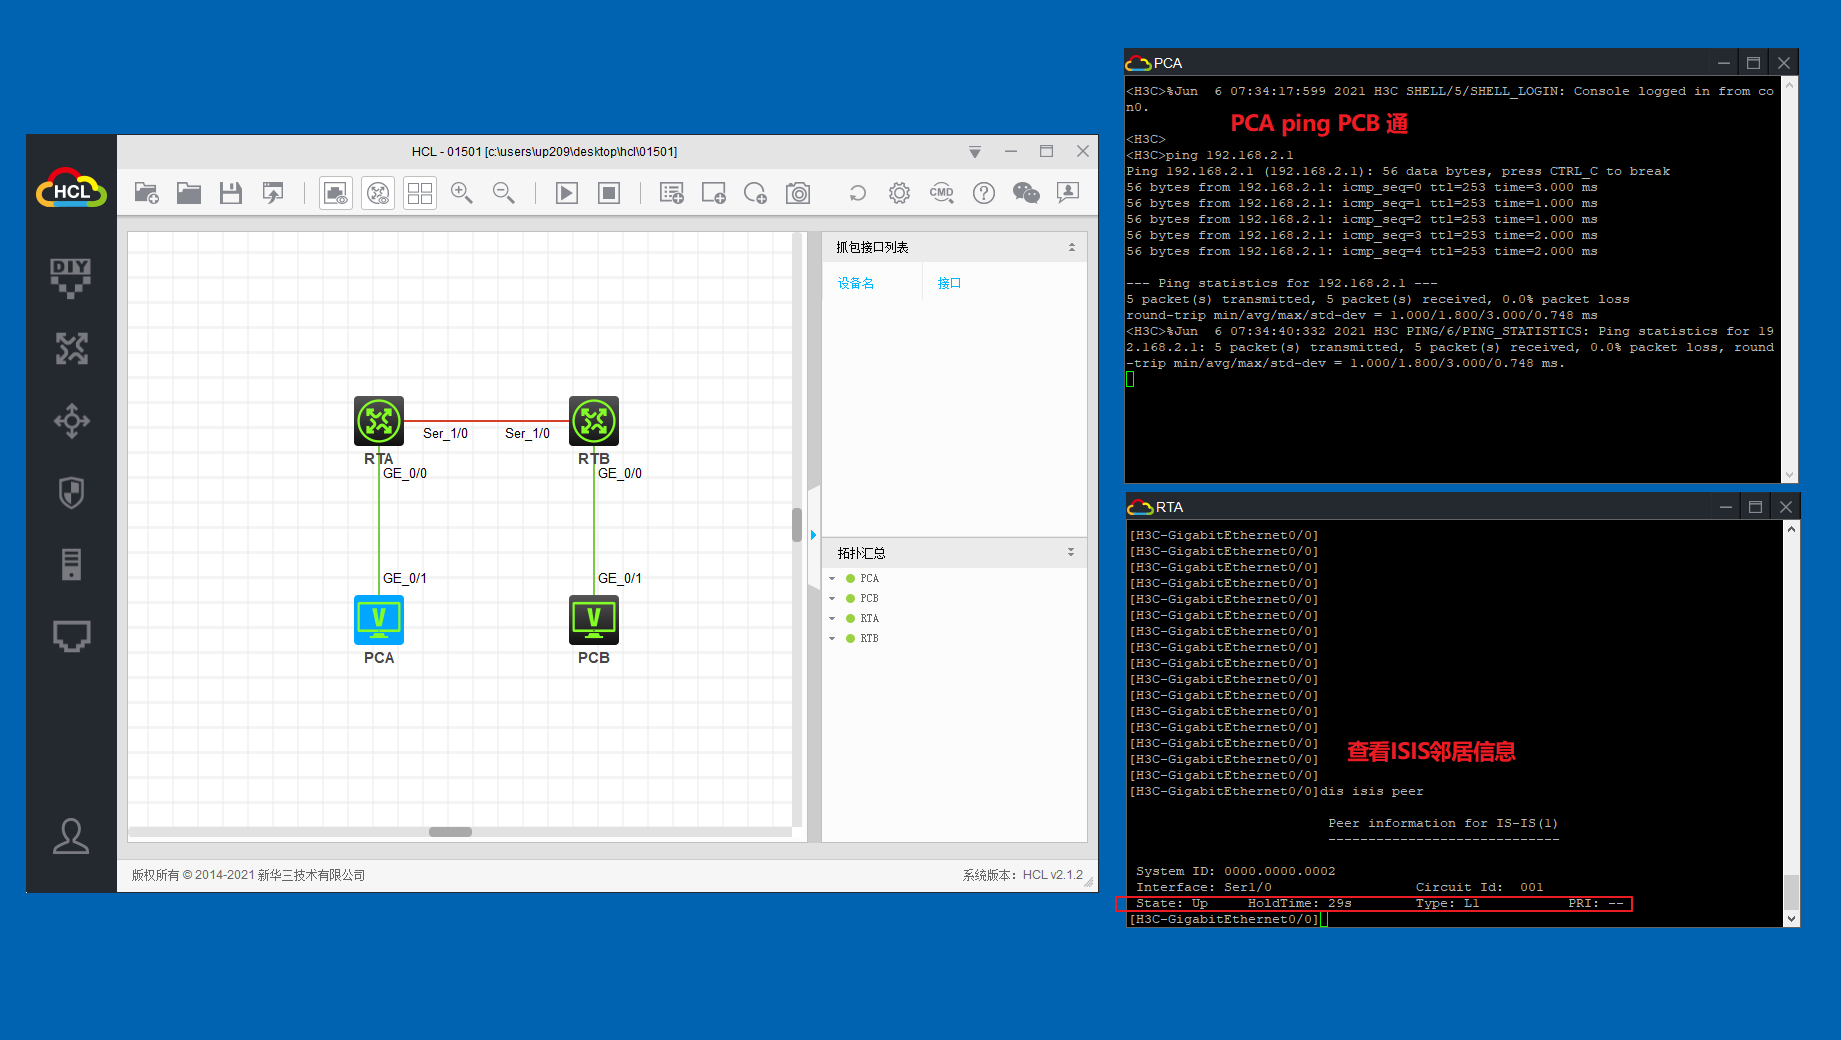 HCL - 01501 [c:\users\up209\desktop\hcl\01501]
HCL
DIY
CMD
Ser_1/0
Ser_1/0
RTA
RTB
GE_0/0
GE_0/0
GE_0/1
GE_0/1
V
V
PCA
PCB
抓包接口列表
设备名
接口
拓扑汇总
PCA
PCB
RTA
RTB
版权所有 © 2014-2021 新华三技术有限公司
系统版本：HCL v2.1.2
PCA
<H3C>%Jun  6 07:34:17:599 2021 H3C SHELL/5/SHELL_LOGIN: Console logged in from co
n0.
PCA ping PCB 通
<H3C>
<H3C>ping 192.168.2.1
Ping 192.168.2.1 (192.168.2.1): 56 data bytes, press CTRL_C to break
56 bytes from 192.168.2.1: icmp_seq=0 ttl=253 time=3.000 ms
56 bytes from 192.168.2.1: icmp_seq=1 ttl=253 time=1.000 ms
56 bytes from 192.168.2.1: icmp_seq=2 ttl=253 time=1.000 ms
56 bytes from 192.168.2.1: icmp_seq=3 ttl=253 time=2.000 ms
56 bytes from 192.168.2.1: icmp_seq=4 ttl=253 time=2.000 ms
--- Ping statistics for 192.168.2.1 ---
5 packet(s) transmitted, 5 packet(s) received, 0.0% packet loss
round-trip min/avg/max/std-dev = 1.000/1.800/3.000/0.748 ms
<H3C>%Jun  6 07:34:40:332 2021 H3C PING/6/PING_STATISTICS: Ping statistics for 19
2.168.2.1: 5 packet(s) transmitted, 5 packet(s) received, 0.0% packet loss, round
-trip min/avg/max/std-dev = 1.000/1.800/3.000/0.748 ms.
RTA
[H3C-GigabitEthernet0/0]
[H3C-GigabitEthernet0/0]
[H3C-GigabitEthernet0/0]
[H3C-GigabitEthernet0/0]
[H3C-GigabitEthernet0/0]
[H3C-GigabitEthernet0/0]
[H3C-GigabitEthernet0/0]
[H3C-GigabitEthernet0/0]
[H3C-GigabitEthernet0/0]
[H3C-GigabitEthernet0/0]
[H3C-GigabitEthernet0/0]
[H3C-GigabitEthernet0/0]
[H3C-GigabitEthernet0/0]
[H3C-GigabitEthernet0/0]
查看ISIS邻居信息
[H3C-GigabitEthernet0/0]
[H3C-GigabitEthernet0/0]
[H3C-GigabitEthernet0/0]dis isis peer
Peer information for IS-IS(1)
-----------------------------
System ID: 0000.0000.0002
Interface: Ser1/0 Circuit Id: 001
State: Up HoldTime: 29s Type: L1 PRI: --
[H3C-GigabitEthernet0/0]